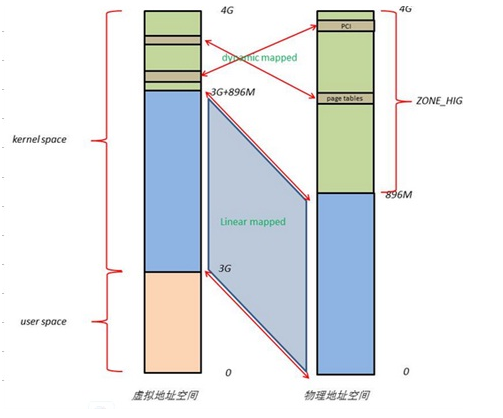 4G
4G
PCI
dynamic mapped
page tables
ZONE_HIG
3G+896M
kernel space
896M
Linear mapped
3G
user space
0
0
虚拟地址空间
物理地址空间